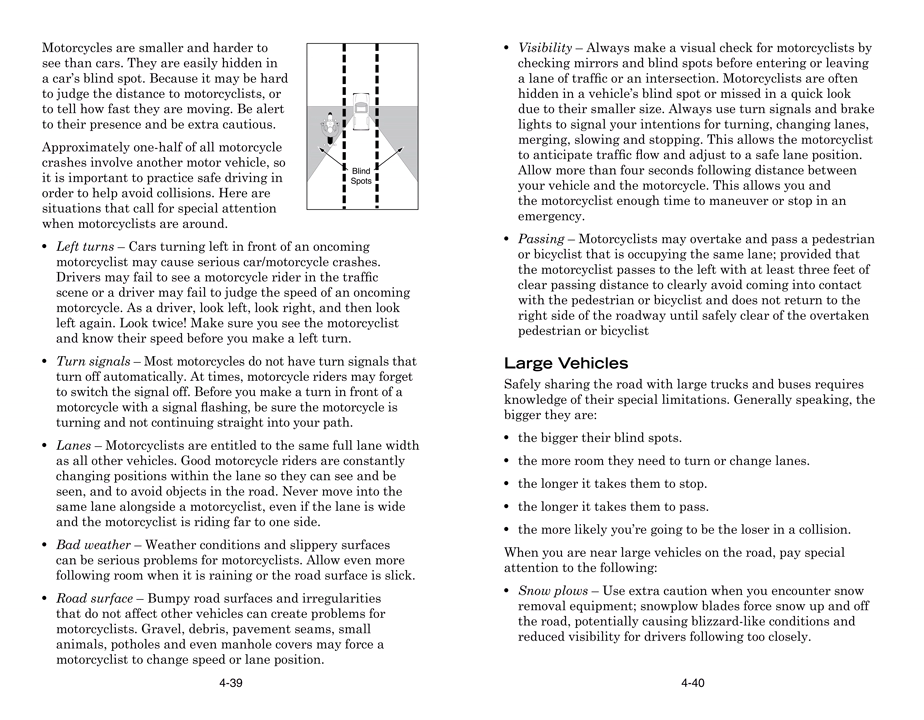 Motorcycles are smaller and harder to
see than cars. They are easily hidden in
a car's blind spot. Because it may be hard
to judge the distance to motorcyclists, or
to tell how fast they are moving. Be alert
to their presence and be extra cautious.
Approximately one-half of all motorcycle
crashes involve another motor vehicle, so
it is important to practice safe driving in
order to help avoid collisions. Here are
situations that call for special attention
when motorcyclists are around.
Blind
Spots
• Left turns – Cars turning left in front of an oncoming
motorcyclist may cause serious car/motorcycle crashes.
Drivers may fail to see a motorcycle rider in the traffic
scene or a driver may fail to judge the speed of an oncoming
motorcycle. As a driver, look left, look right, and then look
left again. Look twice! Make sure you see the motorcyclist
and know their speed before you make a left turn.
• Turn signals – Most motorcycles do not have turn signals that
turn off automatically. At times, motorcycle riders may forget
to switch the signal off. Before you make a turn in front of a
motorcycle with a signal flashing, be sure the motorcycle is
turning and not continuing straight into your path.
• Lanes – Motorcyclists are entitled to the same full lane width
as all other vehicles. Good motorcycle riders are constantly
changing positions within the lane so they can see and be
seen, and to avoid objects in the road. Never move into the
same lane alongside a motorcyclist, even if the lane is wide
and the motorcyclist is riding far to one side.
• Bad weather – Weather conditions and slippery surfaces
can be serious problems for motorcyclists. Allow even more
following room when it is raining or the road surface is slick.
• Road surface – Bumpy road surfaces and irregularities
that do not affect other vehicles can create problems for
motorcyclists. Gravel, debris, pavement seams, small
animals, potholes and even manhole covers may force a
motorcyclist to change speed or lane position.
4-39
• Visibility – Always make a visual check for motorcyclists by
checking mirrors and blind spots before entering or leaving
a lane of traffic or an intersection. Motorcyclists are often
hidden in a vehicle's blind spot or missed in a quick look
due to their smaller size. Always use turn signals and brake
lights to signal your intentions for turning, changing lanes,
merging, slowing and stopping. This allows the motorcyclist
to anticipate traffic flow and adjust to a safe lane position.
Allow more than four seconds following distance between
your vehicle and the motorcycle. This allows you and
the motorcyclist enough time to maneuver or stop in an
emergency.
• Passing – Motorcyclists may overtake and pass a pedestrian
or bicyclist that is occupying the same lane; provided that
the motorcyclist passes to the left with at least three feet of
clear passing distance to clearly avoid coming into contact
with the pedestrian or bicyclist and does not return to the
right side of the roadway until safely clear of the overtaken
pedestrian or bicyclist
Large Vehicles
Safely sharing the road with large trucks and buses requires
knowledge of their special limitations. Generally speaking, the
bigger they are:
• the bigger their blind spots.
• the more room they need to turn or change lanes.
• the longer it takes them to stop.
• the longer it takes them to pass.
• the more likely you're going to be the loser in a collision.
When you are near large vehicles on the road, pay special
attention to the following:
• Snow plows – Use extra caution when you encounter snow
removal equipment; snowplow blades force snow up and off
the road, potentially causing blizzard-like conditions and
reduced visibility for drivers following too closely.
4-40